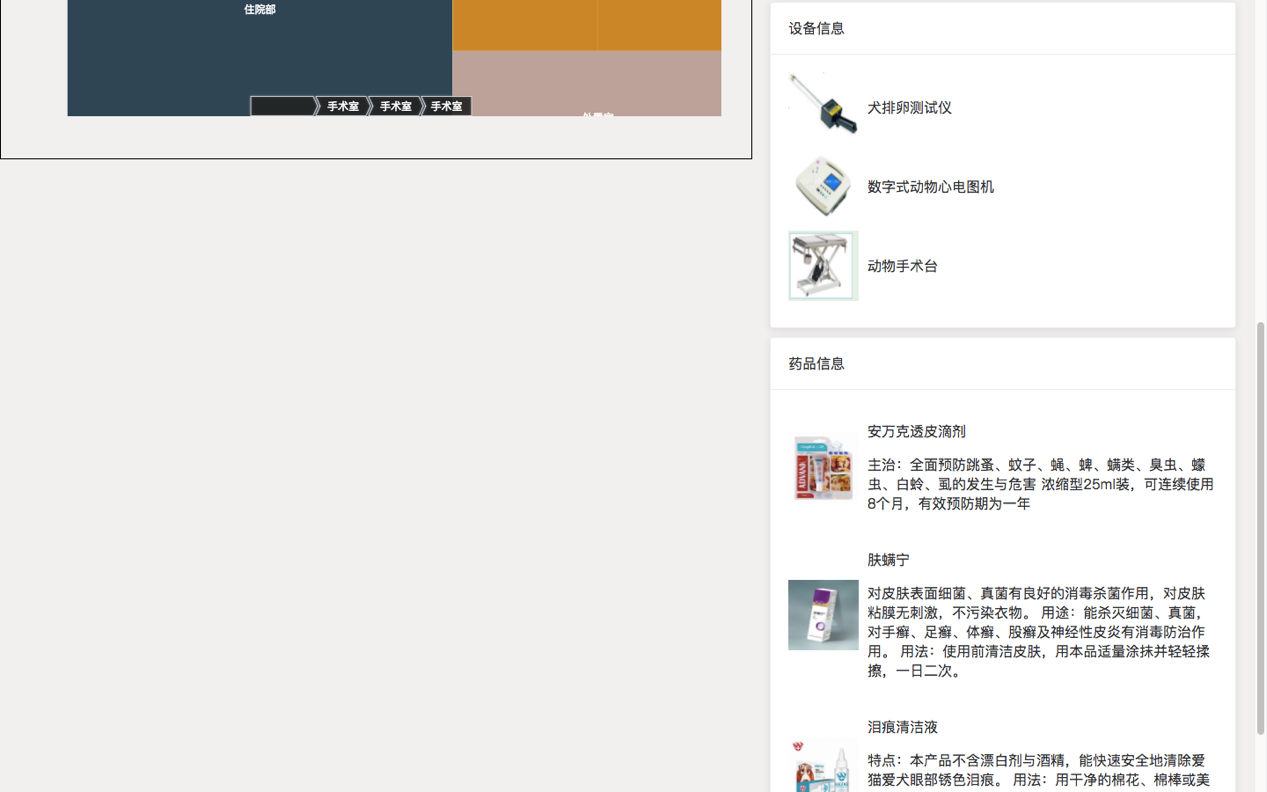 住院部
手术室
手术室
手术室
设备信息
犬排卵测试仪
数字式动物心电图机
动物手术台
药品信息
安万克透皮滴剂
主治：全面预防跳蚤、蚊子、蝇、蜱、螨类、臭虫、蠓
虫、白蛉、虱的发生与危害 浓缩型25ml装，可连续使用
8个月，有效预防期为一年
肤螨宁
对皮肤表面细菌、真菌有良好的消毒杀菌作用，对皮肤
粘膜无刺激，不污染衣物。 用途：能杀灭细菌、真菌，
对手癣、足癣、体癣、股癣及神经性皮炎有消毒防治作
用。 用法：使用前清洁皮肤，用本品适量涂抹并轻轻揉
擦，一日二次。
泪痕清洁液
特点：本产品不含漂白剂与酒精，能快速安全地清除爱
猫爱犬眼部锈色泪痕。 用法：用干净的棉花、棉棒或美